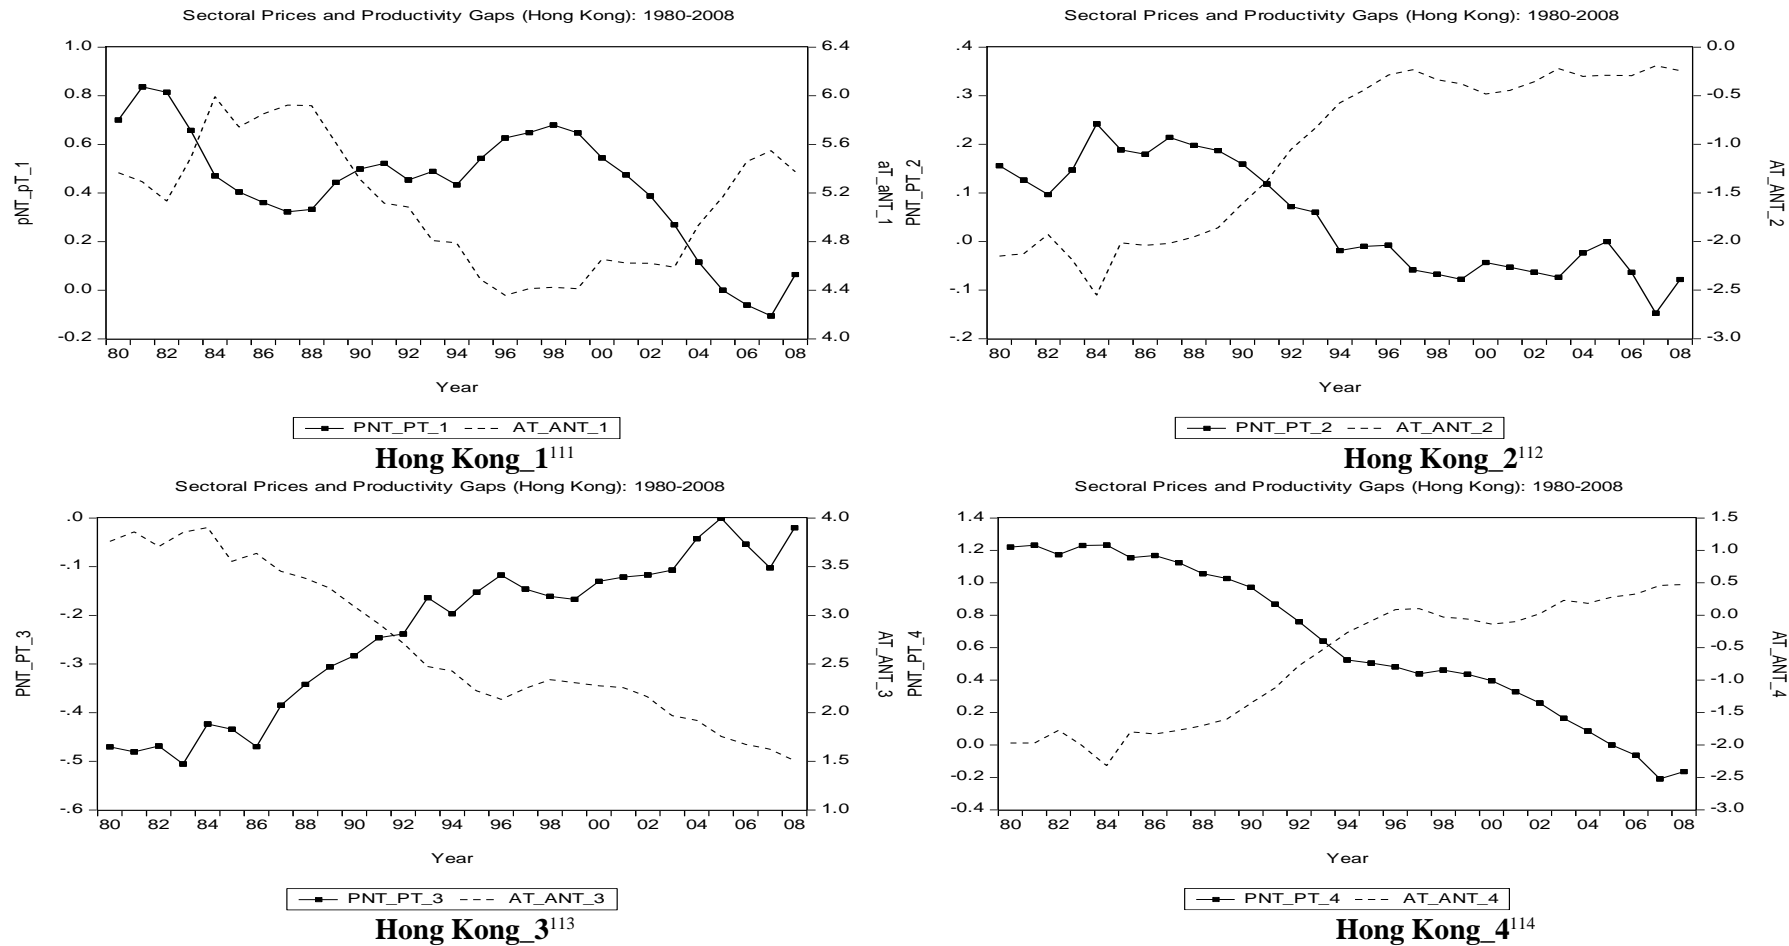 Sectoral Prices and Productivity Gaps (Hong Kong): 1980-2008
1.0
0.8
0.6
0.4
0.2
0.0
-0.2
6.4
6.0
5.6
5.2
4.8
4.4
4.0
pNT_pT_1
aT_aNT_1
80 82 84 86 88 90 92 94 96 98 00 02 04 06 08
Year
PNT_PT_1 AT_ANT_1
Hong Kong_1111
Sectoral Prices and Productivity Gaps (Hong Kong): 1980-2008
.4
.3
.2
.1
.0
-.1
-.2
0.0
-0.5
-1.0
-1.5
-2.0
-2.5
-3.0
PNT_PT_2
AT_ANT_2
80 82 84 86 88 90 92 94 96 98 00 02 04 06 08
Year
PNT_PT_2 AT_ANT_2
Hong Kong_2112
Sectoral Prices and Productivity Gaps (Hong Kong): 1980-2008
.0
-.1
-.2
-.3
-.4
-.5
-.6
4.0
3.5
3.0
2.5
2.0
1.5
1.0
PNT_PT_3
AT_ANT_3
80 82 84 86 88 90 92 94 96 98 00 02 04 06 08
Year
PNT_PT_3 AT_ANT_3
Hong Kong_3113
Sectoral Prices and Productivity Gaps (Hong Kong): 1980-2008
1.4
1.2
1.0
0.8
0.6
0.4
0.2
0.0
-0.2
-0.4
1.5
1.0
0.5
0.0
-0.5
-1.0
-1.5
-2.0
-2.5
-3.0
PNT_PT_4
AT_ANT_4
80 82 84 86 88 90 92 94 96 98 00 02 04 06 08
Year
PNT_PT_4 AT_ANT_4
Hong Kong_4114